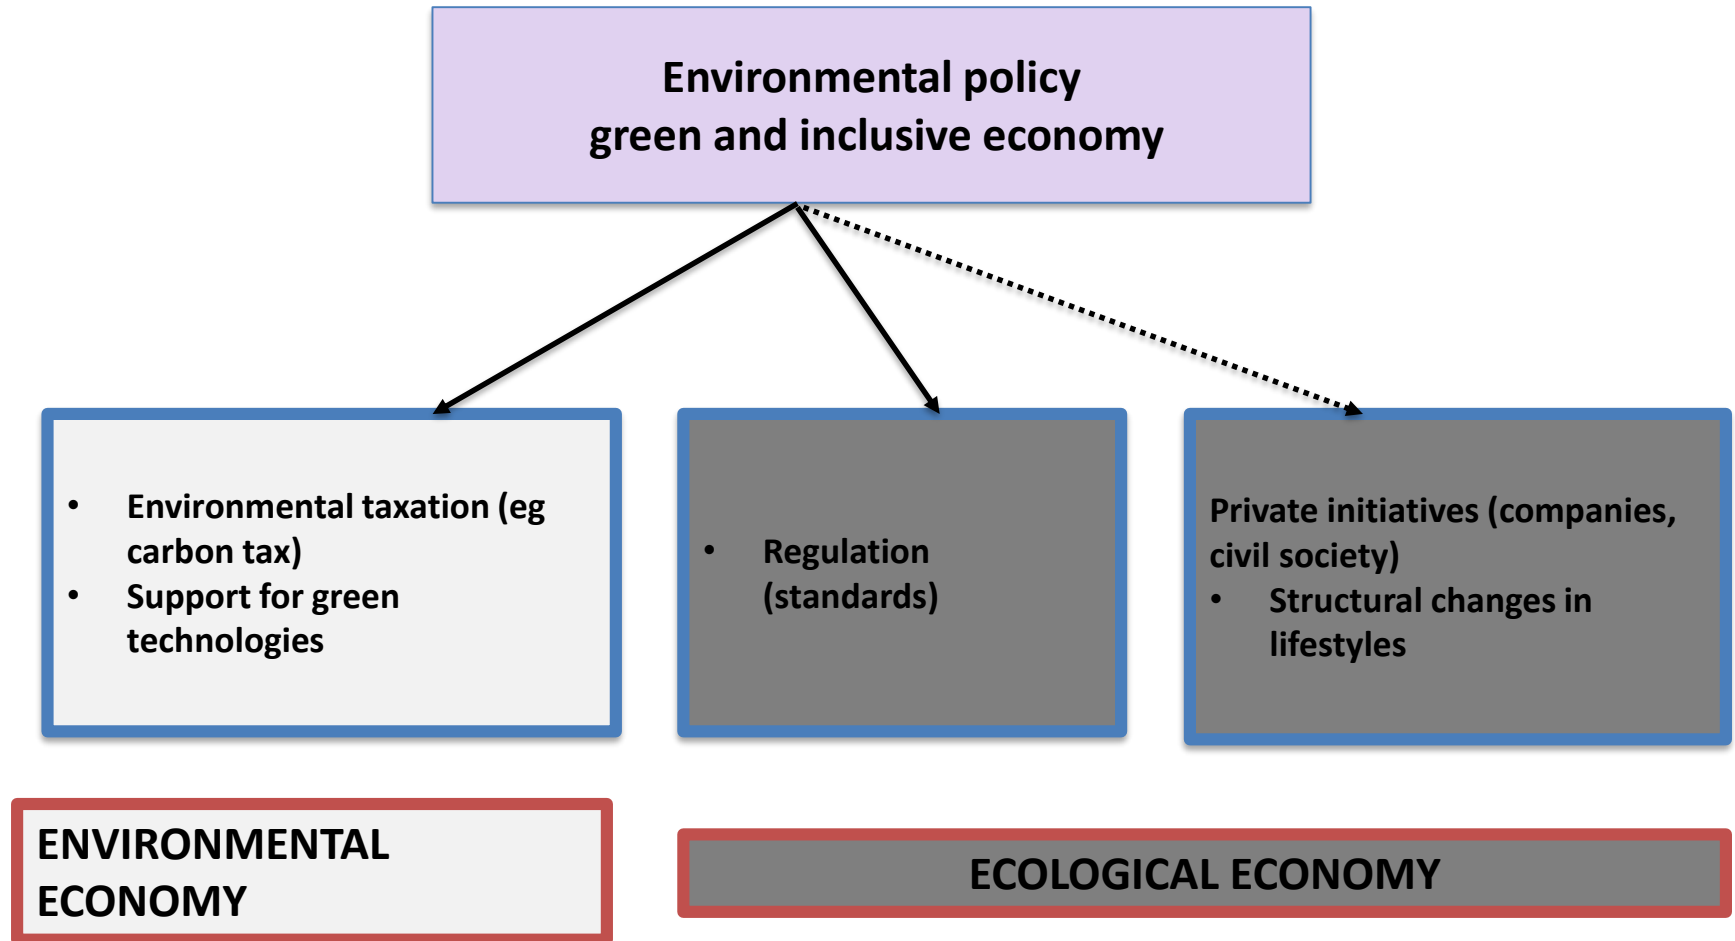 Environmental policy
green and inclusive economy
• Environmental taxation (eg
carbon tax)
• Support for green
technologies
• Regulation
(standards)
Private initiatives (companies,
civil society)
• Structural changes in
lifestyles
ENVIRONMENTAL
ECONOMY
ECOLOGICAL ECONOMY